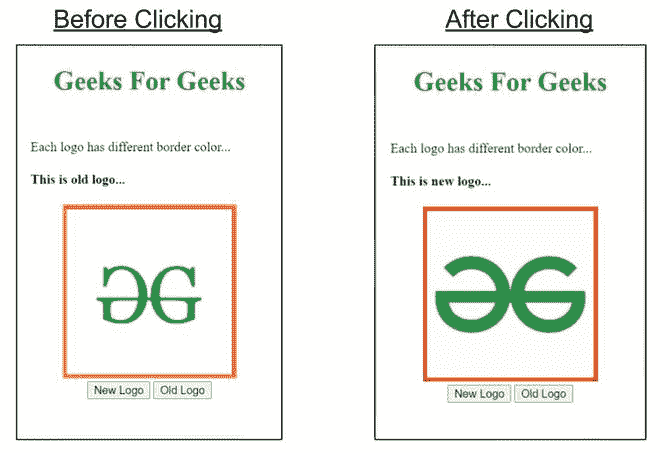 Before Clicking
Geeks For Geeks
Each logo has different border color...
This is old logo...
New Logo Old Logo
After Clicking
Geeks For Geeks
Each logo has different border color...
This is new logo...
New Logo Old Logo